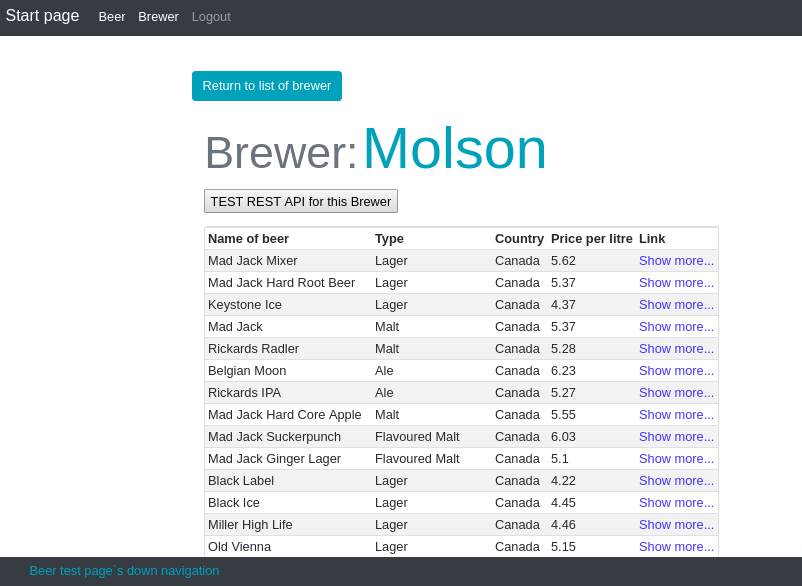 Start page Beer Brewer Logout
Return to list of brewer
Brewer: Molson
TEST REST API for this Brewer
Name of beer Type Country Price per litre Link
Mad Jack Mixer Lager Canada 5.62 Show more...
Mad Jack Hard Root Beer Lager Canada 5.37 Show more...
Keystone Ice Lager Canada 4.37 Show more...
Mad Jack Malt Canada 5.37 Show more...
Rickards Radler Malt Canada 5.28 Show more...
Belgian Moon Ale Canada 6.23 Show more...
Rickards IPA Ale Canada 5.27 Show more...
Mad Jack Hard Core Apple Malt Canada 5.55 Show more...
Mad Jack Suckerpunch Flavoured Malt Canada 6.03 Show more...
Mad Jack Ginger Lager Flavoured Malt Canada 5.1 Show more...
Black Label Lager Canada 4.22 Show more...
Black Ice Lager Canada 4.45 Show more...
Miller High Life Lager Canada 4.46 Show more...
Old Vienna Lager Canada 5.15 Show more...
Beer test page`s down navigation